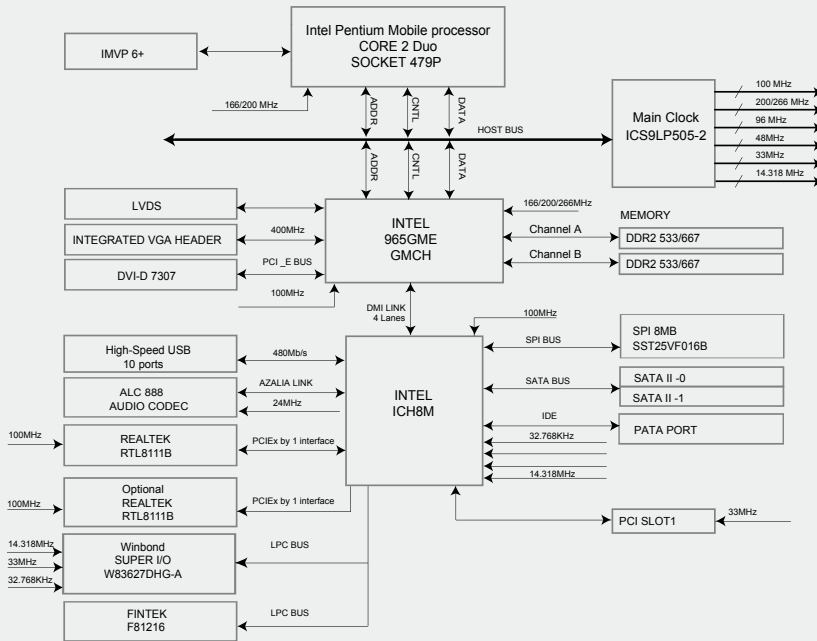 Intel Pentium Mobile processor
CORE 2 Duo
SOCKET 479P
IMVP 6+
166/200 MHz
ADDR
CNTL
DATA
HOST BUS
Main Clock
ICS9LP505-2
100 MHz
200/266 MHz
96 MHz
48MHz
33MHz
14.318 MHz
ADDR
CNTL
DATA
LVDS
INTEGRATED VGA HEADER
400MHz
DVI-D 7307
PCI _E BUS
100MHz
INTEL
965GME
GMCH
166/200/266MHz
MEMORY
Channel A
DDR2 533/667
Channel B
DDR2 533/667
DMI LINK
4 Lanes
100MHz
High-Speed USB
10 ports
480Mb/s
ALC 888
AUDIO CODEC
AZALIA LINK
24MHz
INTEL
ICH8M
SPI BUS
SPI 8MB
SST25VF016B
SATA BUS
SATA II -0
SATA II -1
IDE
PATA PORT
32.768KHz
14.318MHz
100MHz
REALTEK
RTL8111B
PCIEx by 1 interface
100MHz
Optional
REALTEK
RTL8111B
PCIEx by 1 interface
PCI SLOT1
33MHz
14.318MHz
33MHz
32.768KHz
Winbond
SUPER I/O
W83627DHG-A
LPC BUS
FINTEK
F81216
LPC BUS